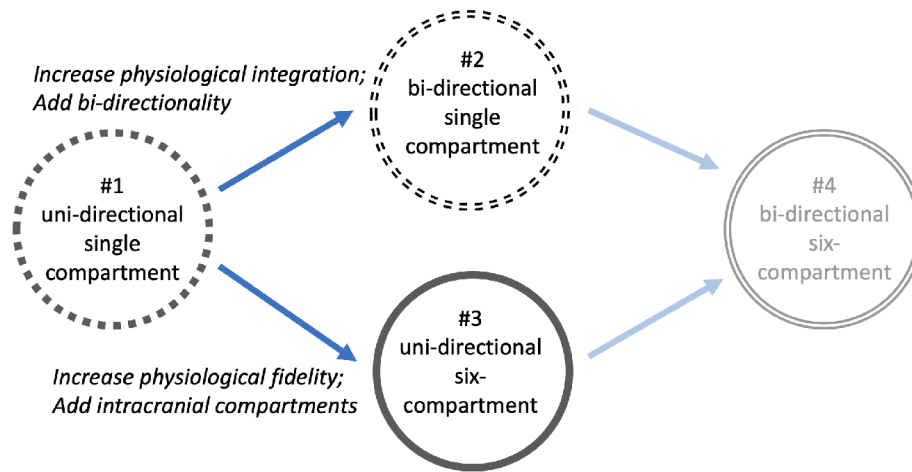 Increase physiological integration;
Add bi-directionality
#1
uni-directional
single
compartment
#2
bi-directional
single
compartment
Increase physiological fidelity;
Add intracranial compartments
#3
uni-directional
six-
compartment
#4
bi-directional
six-
compartment